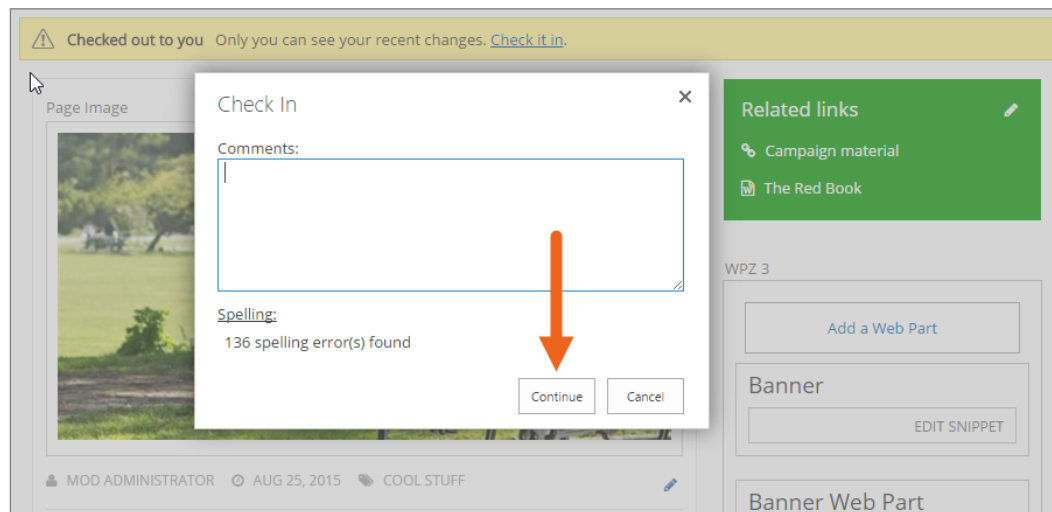 Checked out to you Only you can see your recent changes. Check it in.
Page Image
Check In
Comments:
Spelling:
136 spelling error(s) found
Continue Cancel
MOD ADMINISTRATOR AUG 25, 2015 COOL STUFF
Related links
Campaign material
The Red Book
WPZ 3
Add a Web Part
Banner
EDIT SNIPPET
Banner Web Part